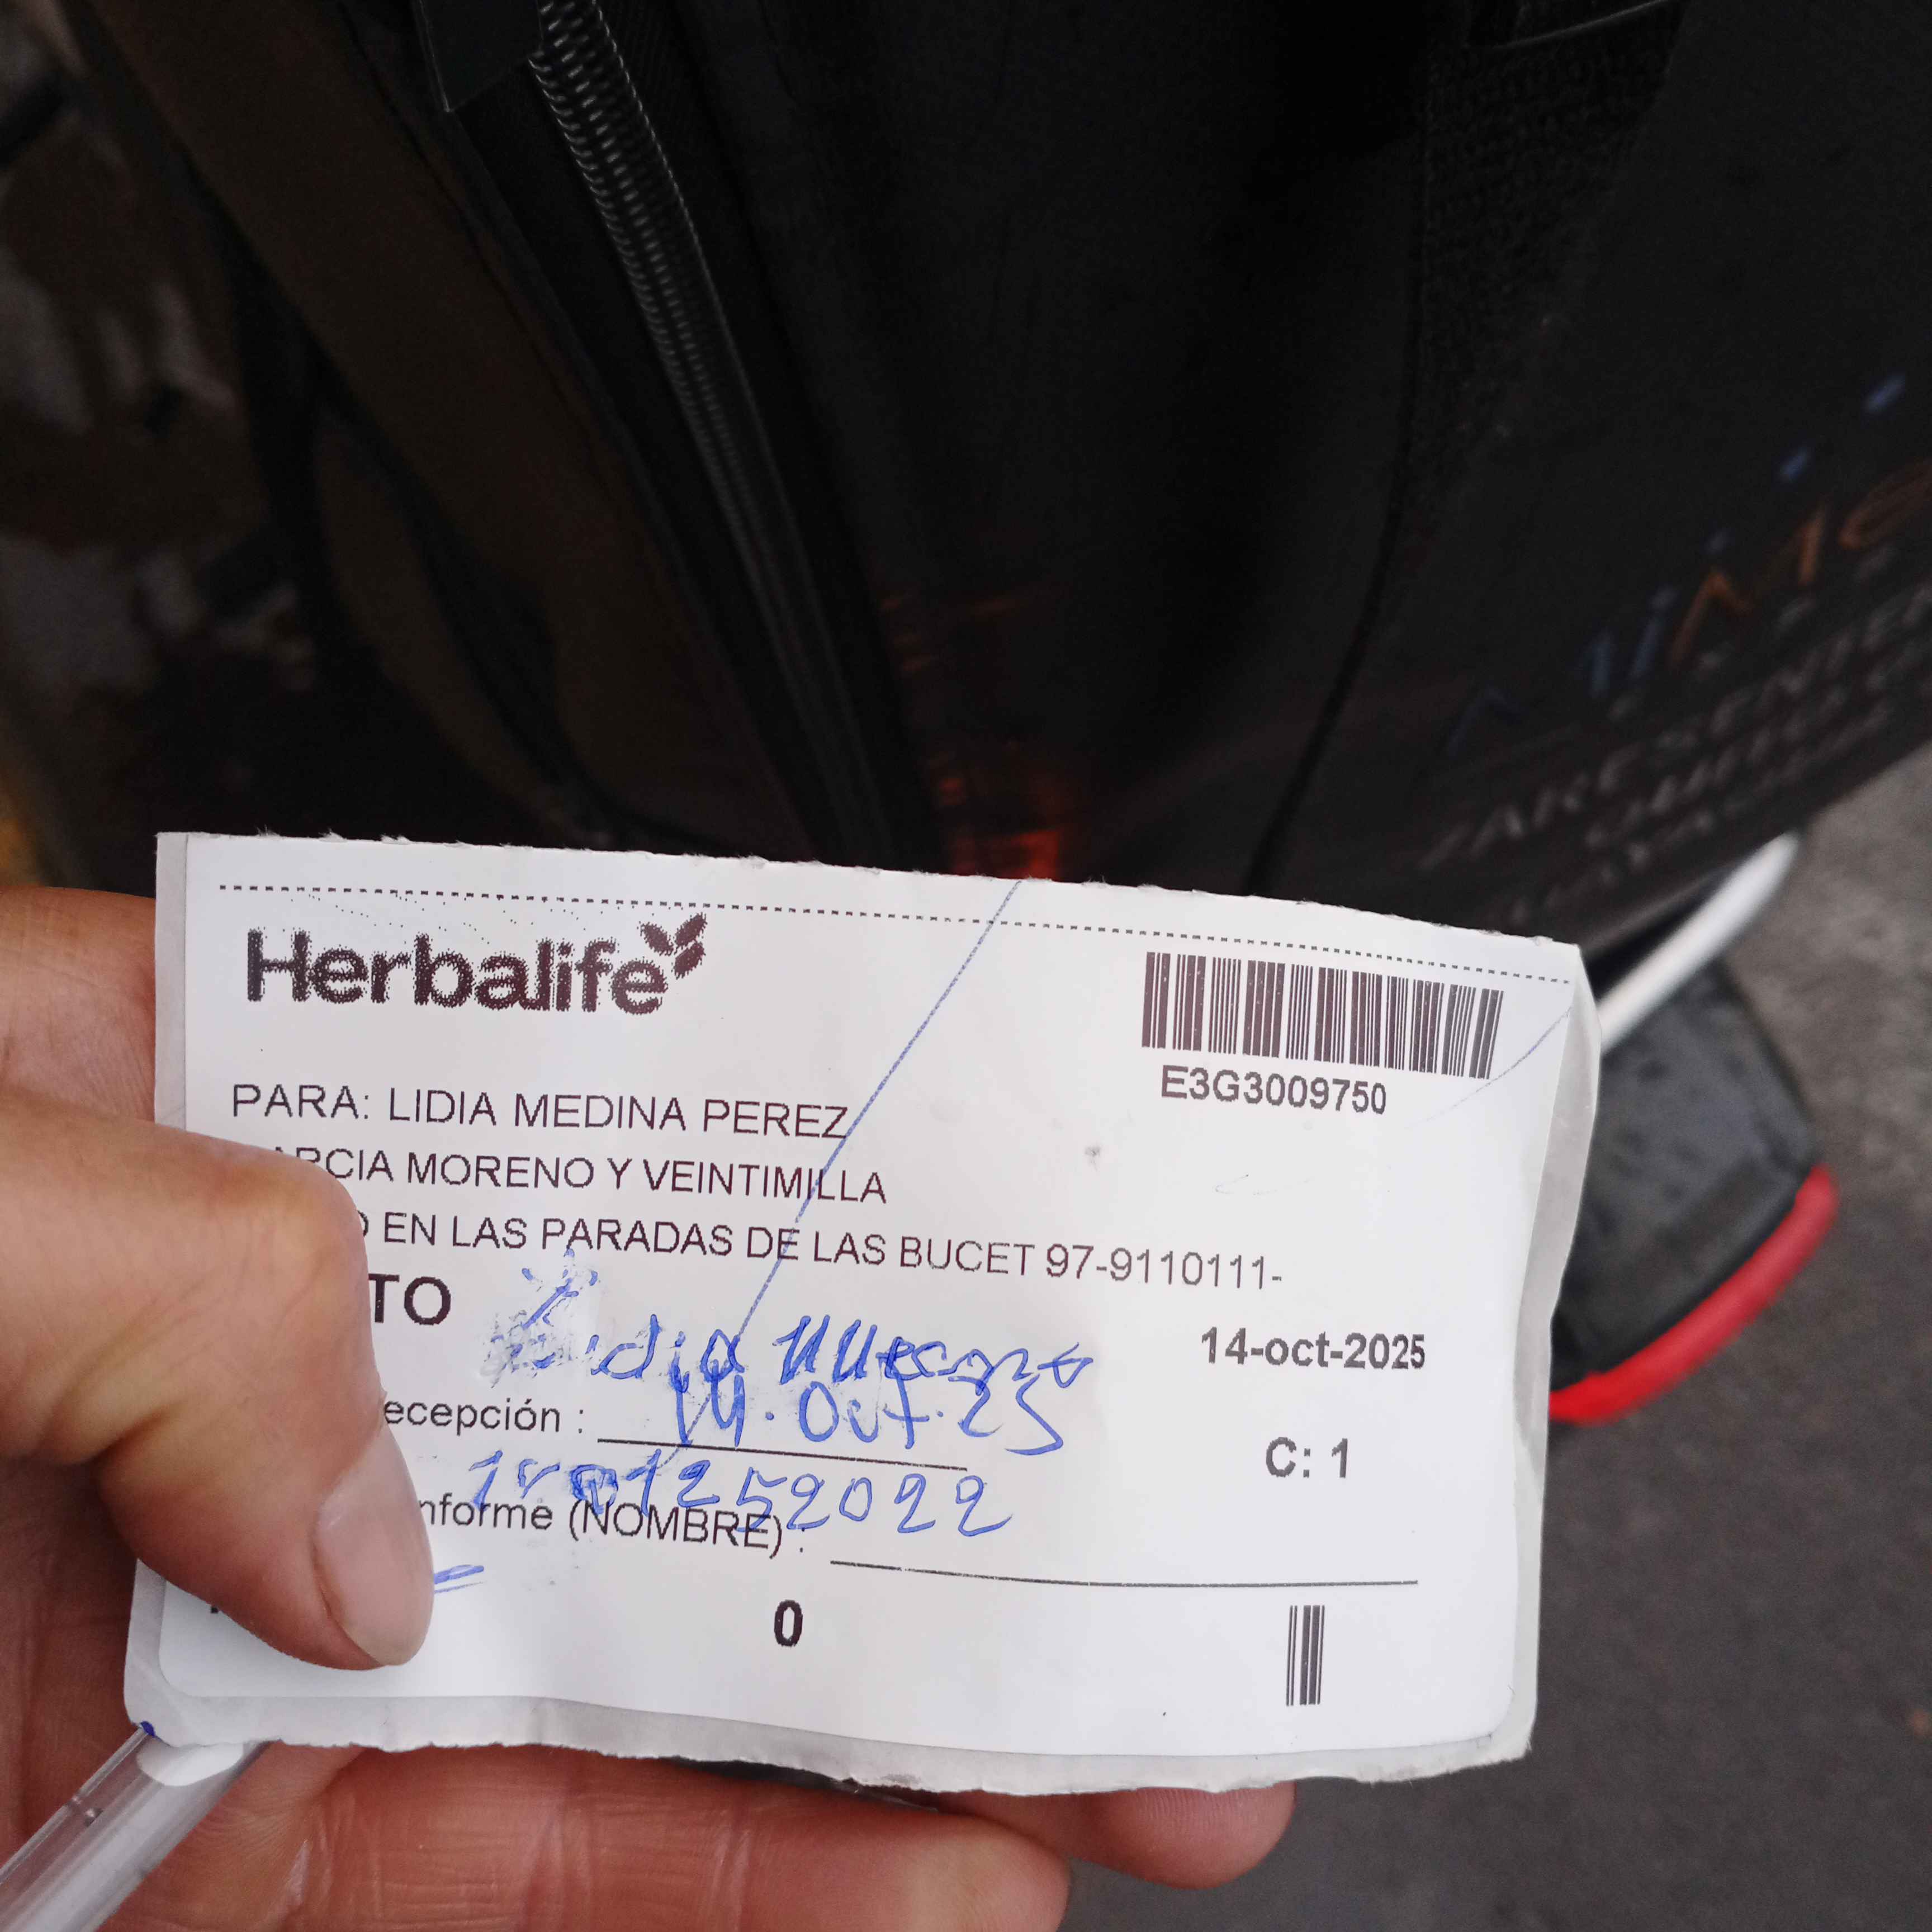 Herbalife
E3G3009750
PARA: LIDIA MEDINA PEREZ
ARCIA MORENO Y VEINTIMILLA
EN LAS PARADAS DE LAS BUCET 97-9110111-
TO
Lidia
14-oct-2025
14. Oct. 25
ecepción :
C: 1
nforme (NOMBRE) :
0